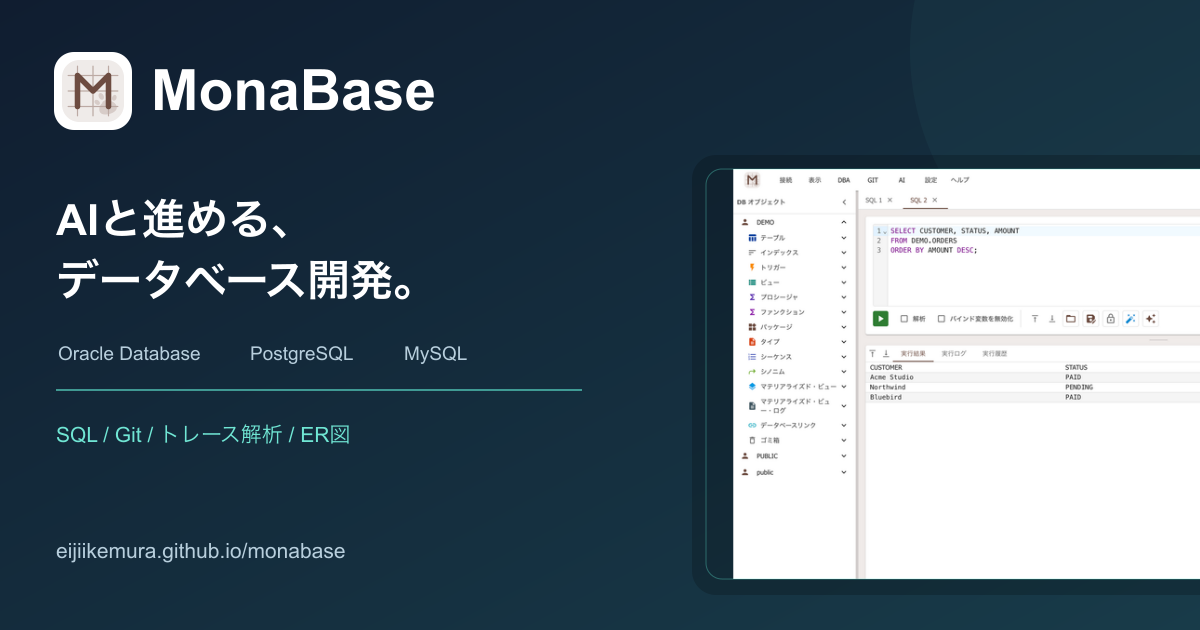 MonaBase
AIと進める、
データベース開発。
Oracle Database PostgreSQL MySQL
SQL / Git / トレース解析 / ER図
eijiikemura.github.io/monabase
M 接続 表示 DBA GIT AI 設定 ヘルプ
DB オブジェクト
DEMO
テーブル
インデックス
トリガー
ビュー
プロシージャ
ファンクション
パッケージ
タイプ
シーケンス
シノニム
マテリアライズド・ビュー
マテリアライズド・ビュ
ー・ログ
データベースリンク
ゴミ箱
PUBLIC
public
SQL 1 × SQL 2 ×
1 SELECT CUSTOMER, STATUS, AMOUNT
2 FROM DEMO.ORDERS
3 ORDER BY AMOUNT DESC;
解析 バインド変数を無効化
実行結果 実行ログ 実行履歴
CUSTOMER STATUS
Acme Studio PAID
Northwind PENDING
Bluebird PAID